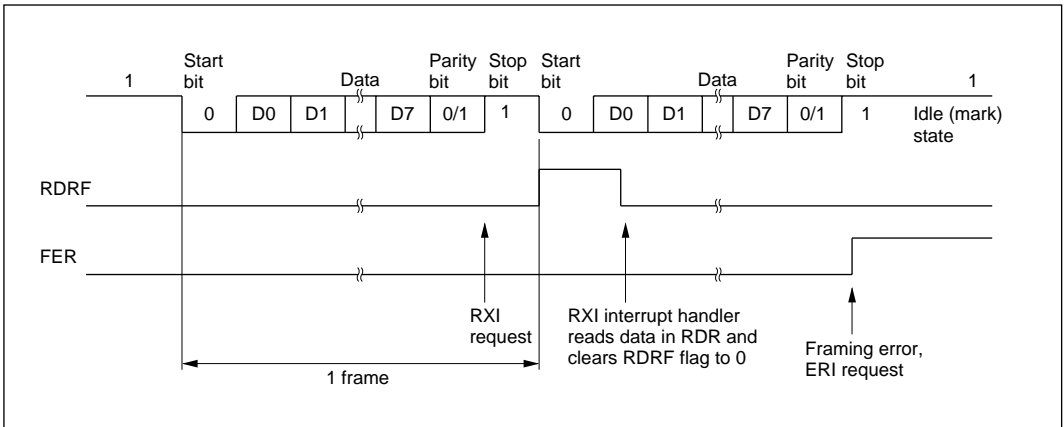 Start Parity Stop Start Parity Stop
1 bit Data bit bit bit Data bit bit 1
0 D0 D1 D7 0/1 1 0 D0 D1 D7 0/1 1 Idle (mark)
state
RDRF
FER
RXI
request
RXI interrupt handler
reads data in RDR and
clears RDRF flag to 0
Framing error,
ERI request
1 frame